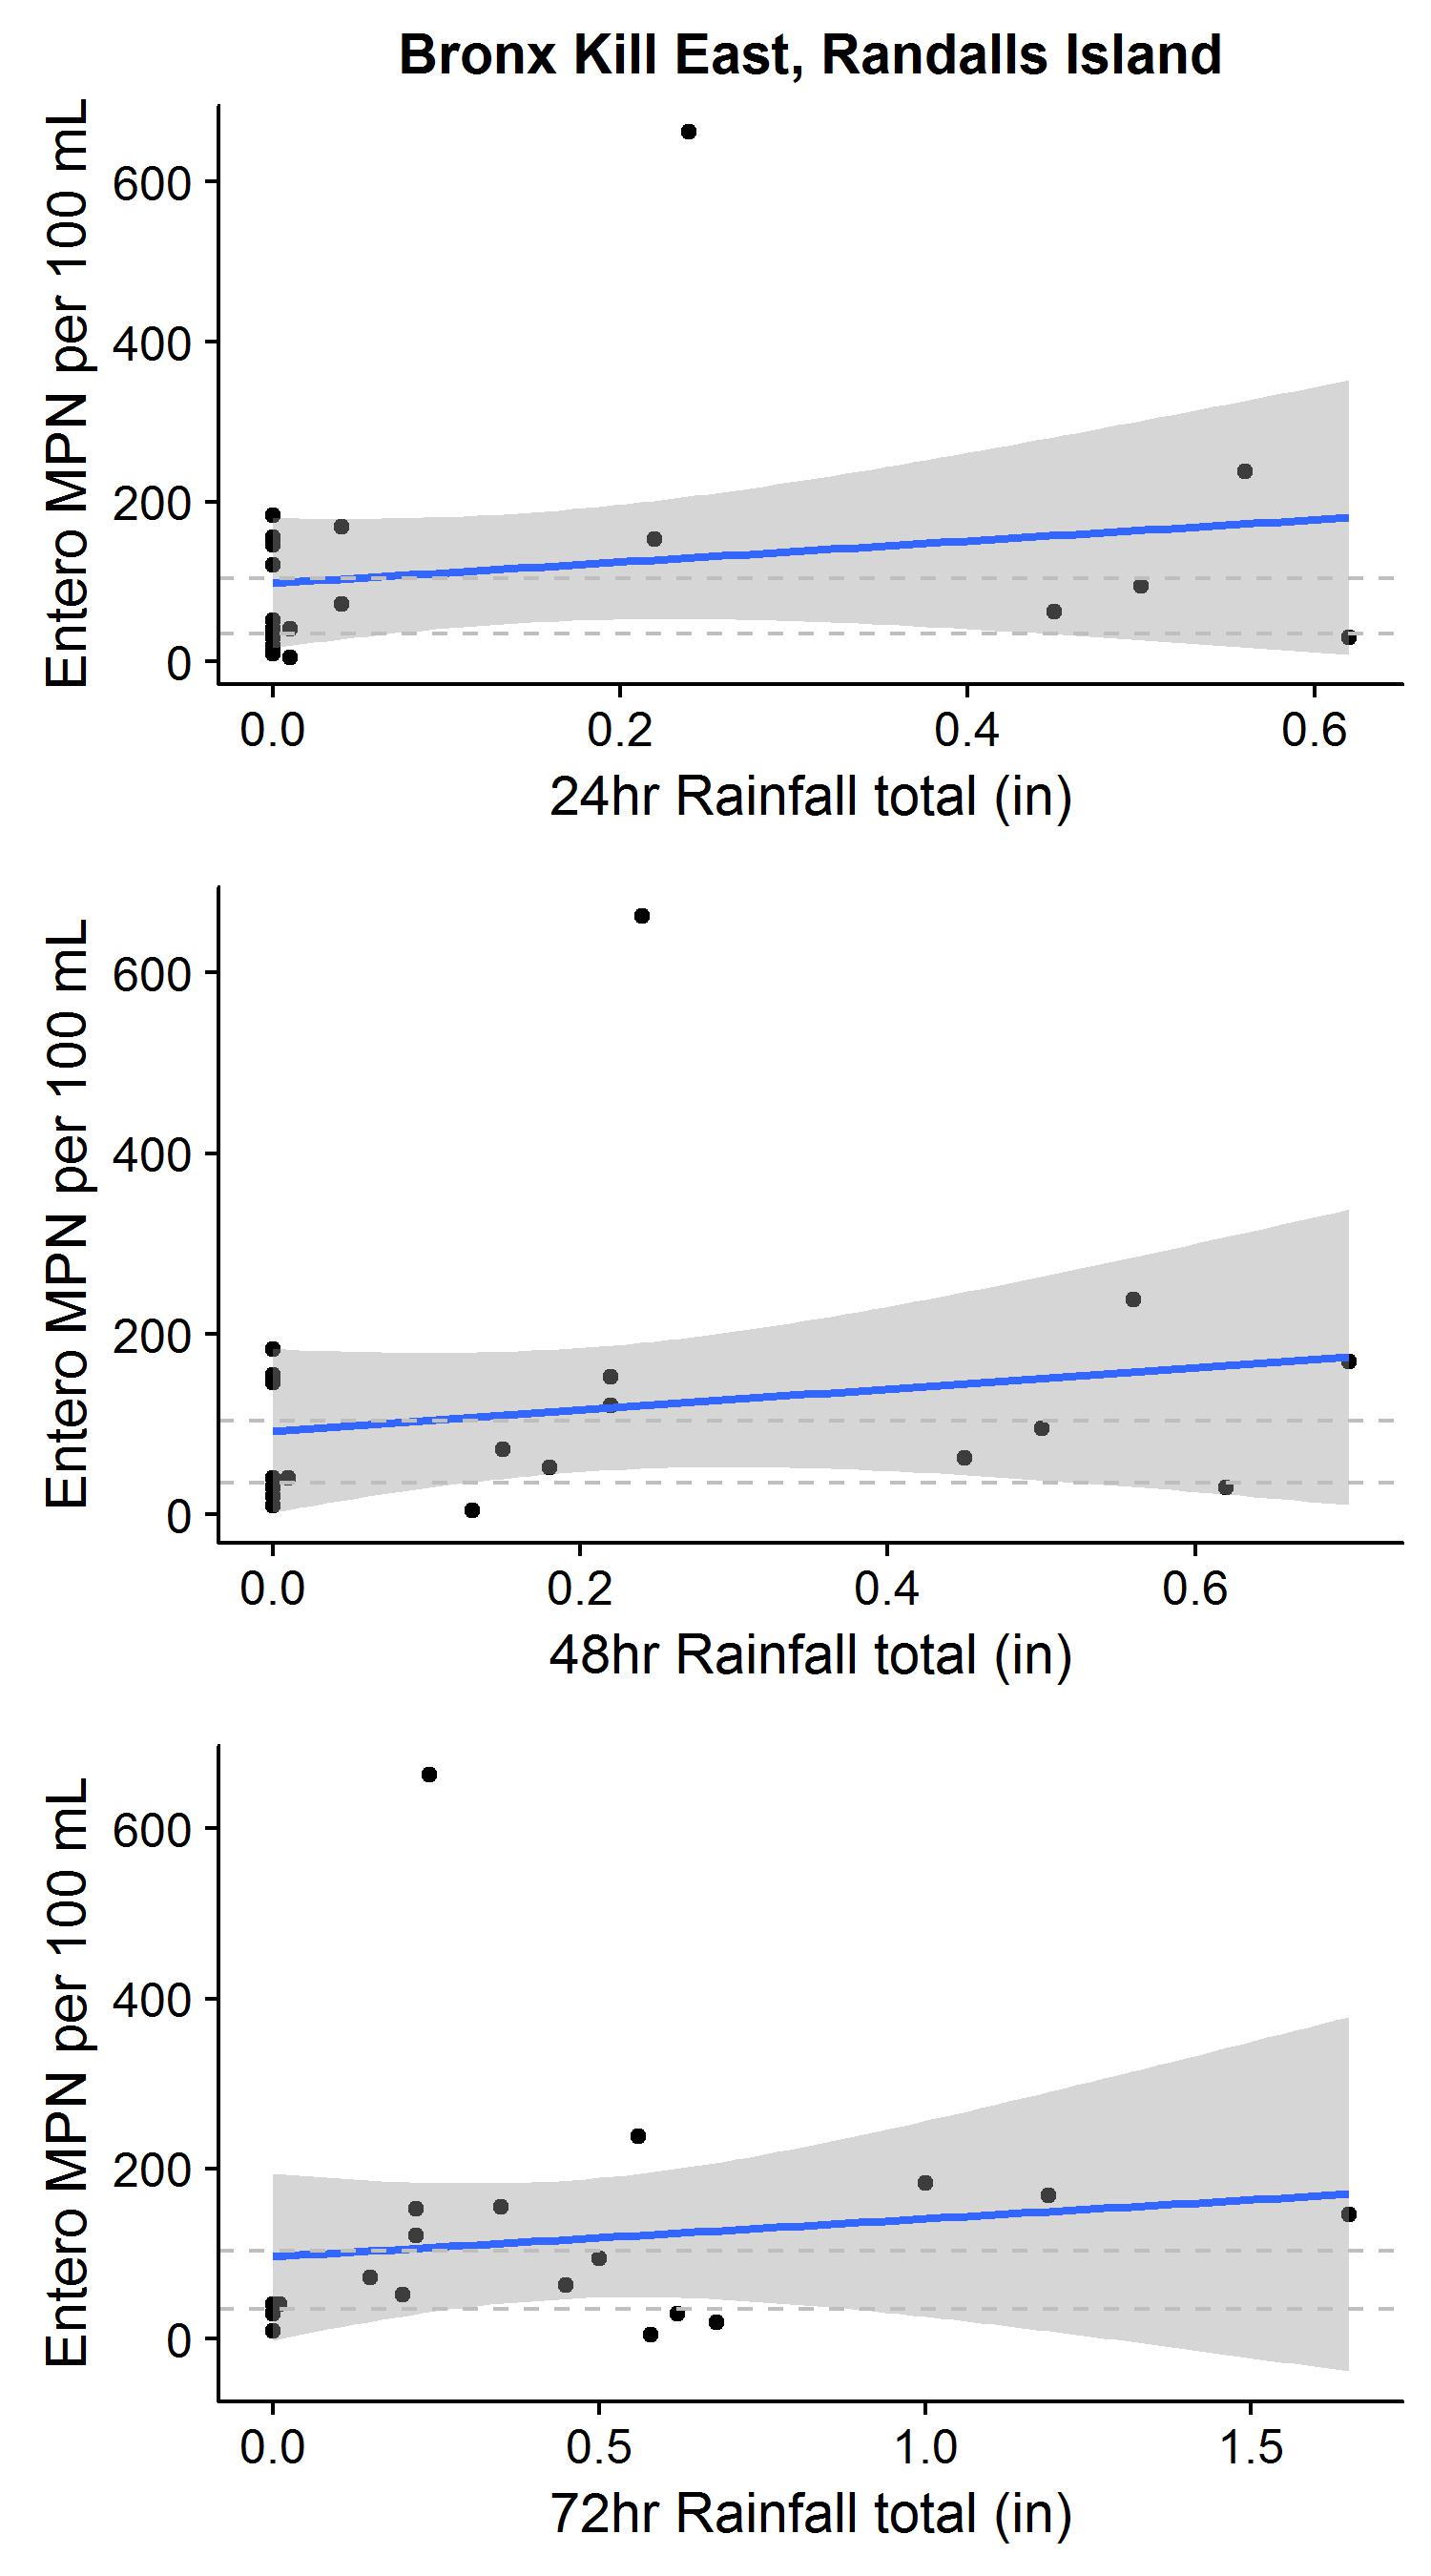 Bronx Kill East, Randalls Island
Entero MPN per 100 mL
600
400
200
0
0.0 0.2 0.4 0.6
24hr Rainfall total (in)
Entero MPN per 100 mL
600
400
200
0
0.0 0.2 0.4 0.6
48hr Rainfall total (in)
Entero MPN per 100 mL
600
400
200
0
0.0 0.5 1.0 1.5
72hr Rainfall total (in)